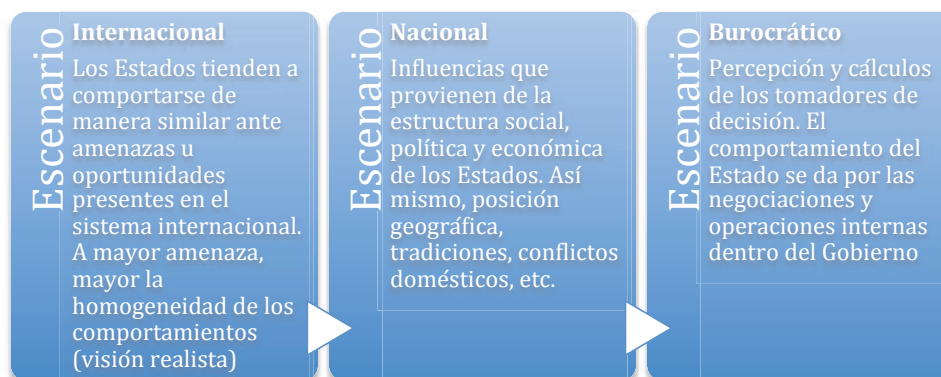 Escenario
Internacional
Los Estados tienden a
comportarse de
manera similar ante
amenazas u
oportunidades
presentes en el
sistema internacional.
A mayor amenaza,
mayor la
homogeneidad de los
comportamientos
(visión realista)
Escenario
Nacional
Influencias que
provienen de la
estructura social,
política y económica
de los Estados. Así
mismo, posición
geográfica,
tradiciones, conflictos
domésticos, etc.
Escenario
Burocrático
Percepción y cálculos
de los tomadores de
decisión. El
comportamiento del
Estado se da por las
negociaciones y
operaciones internas
dentro del Gobierno